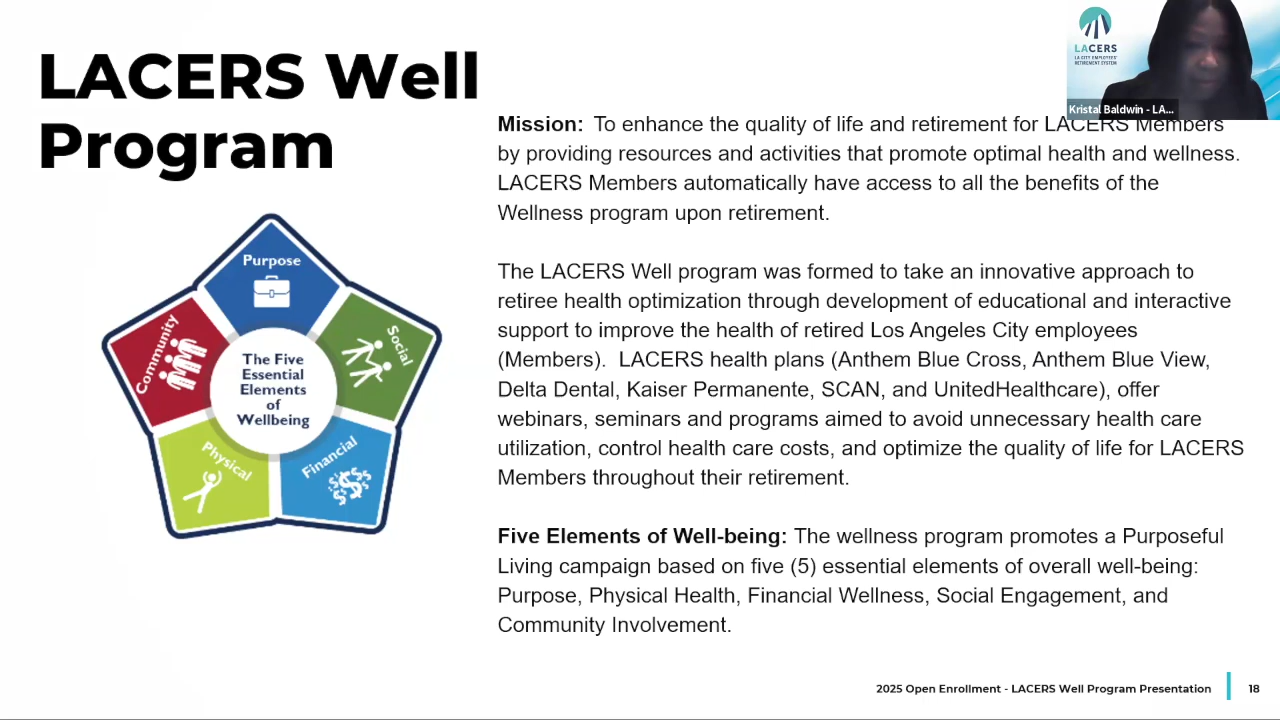 LACERS Well
Program
LACERS
LA CITY EMPLOYEES'
RETIREMENT SYSTEM
Kristal Baldwin - LA...
Mission: To enhance the quality of life and retirement for LACERS Members
by providing resources and activities that promote optimal health and wellness.
LACERS Members automatically have access to all the benefits of the
Wellness program upon retirement.
The LACERS Well program was formed to take an innovative approach to
retiree health optimization through development of educational and interactive
support to improve the health of retired Los Angeles City employees
(Members). LACERS health plans (Anthem Blue Cross, Anthem Blue View,
Delta Dental, Kaiser Permanente, SCAN, and UnitedHealthcare), offer
webinars, seminars and programs aimed to avoid unnecessary health care
utilization, control health care costs, and optimize the quality of life for LACERS
Members throughout their retirement.
Five Elements of Well-being: The wellness program promotes a Purposeful
Living campaign based on five (5) essential elements of overall well-being:
Purpose, Physical Health, Financial Wellness, Social Engagement, and
Community Involvement.
Purpose
Community
Social
The Five
Essential
Elements
of
Wellbeing
Physical
Financial
2025 Open Enrollment - LACERS Well Program Presentation
18